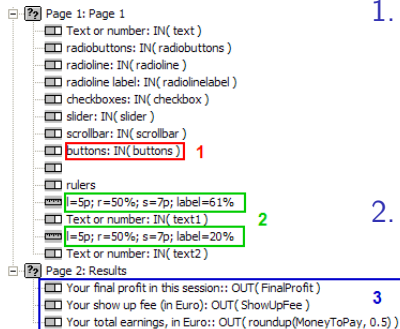 Page 1: Page 1
Text or number: IN( text )
radiobuttons: IN( radiobuttons )
radioline: IN( radioline )
radioline label: IN( radiolinelabel )
checkboxes: IN( checkbox )
slider: IN( slider )
scrollbar: IN( scrollbar )
buttons: IN( buttons ) 1
rulers
l=5p; r=50%; s=7p; label=61%
Text or number: IN( text1 ) 2
l=5p; r=50%; s=7p; label=20%
Text or number: IN( text2 )
Page 2: Results
Your final profit in this session:: OUT( FinalProfit )
Your show up fee (in Euro): OUT( ShowUpFee ) 3
Your total earnings, in Euro:: OUT( roundup(MoneyToPay, 0.5) )
1.
2.